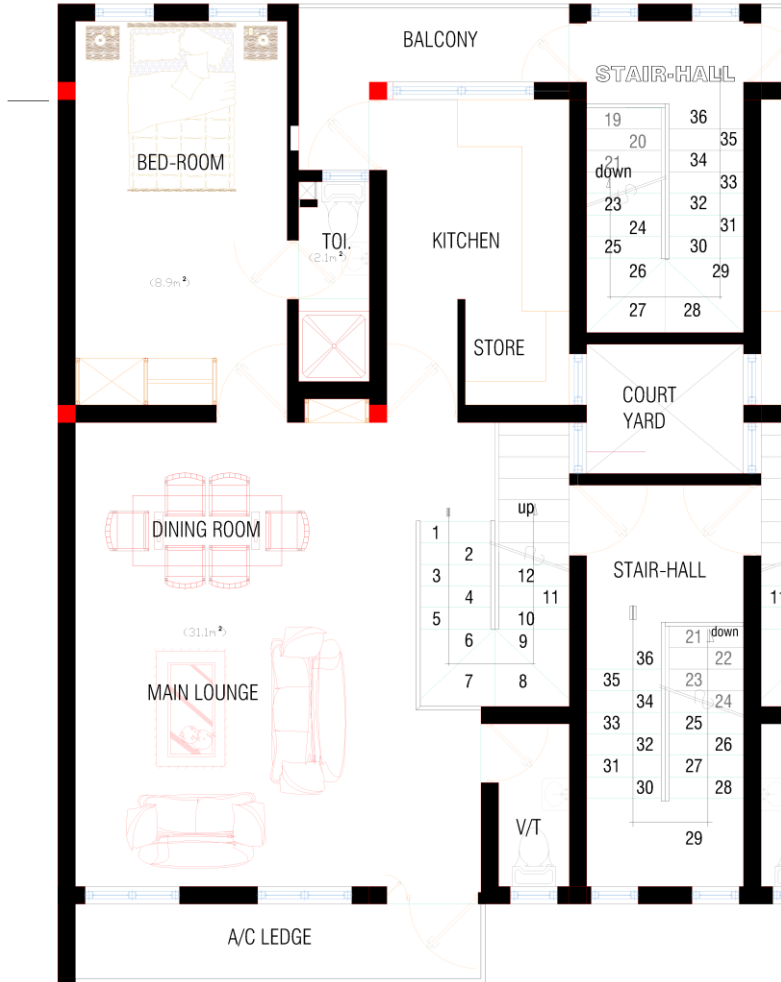 BALCONY
STAIR-HALL
BED-ROOM
TOI.
(2.1m²)
KITCHEN
(8.9m²)
STORE
19
20
21
down
23
24
25
26
27
28
29
30
31
32
33
34
35
36
COURT
YARD
DINING ROOM
(31.1m²)
MAIN LOUNGE
up
1
2
3
4
5
6
7
8
9
10
11
12
STAIR-HALL
21
down
22
23
24
25
26
27
28
29
30
31
32
33
34
35
36
11
V/T
A/C LEDGE